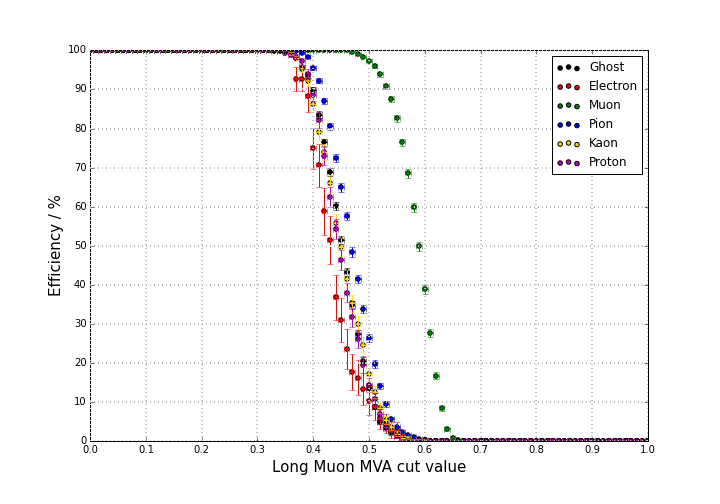 100
90
80
70
60
50
40
30
20
10
0
Efficiency / %
Ghost
Electron
Muon
Pion
Kaon
Proton
0.0 0.1 0.2 0.3 0.4 0.5 0.6 0.7 0.8 0.9 1.0
Long Muon MVA cut value